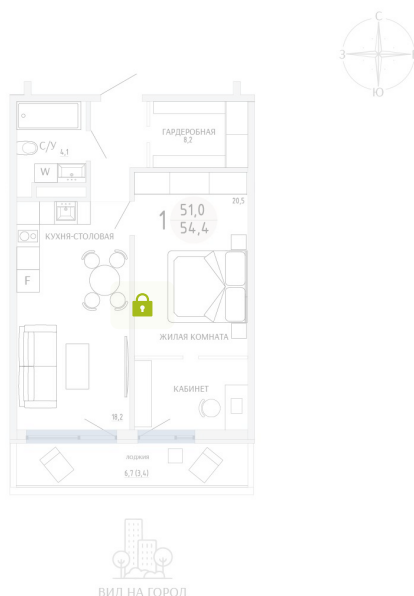 С
З
Ю
ГАРДЕРОБНАЯ
8,2
С/У 4,1
W
20,5
1 51,0
54,4
КУХНЯ-СТОЛОВАЯ
F
ЖИЛАЯ КОМНАТА
КАБИНЕТ
18,2
ЛОДЖИЯ
6,7 (3,4)
ВИД НА ГОРОД